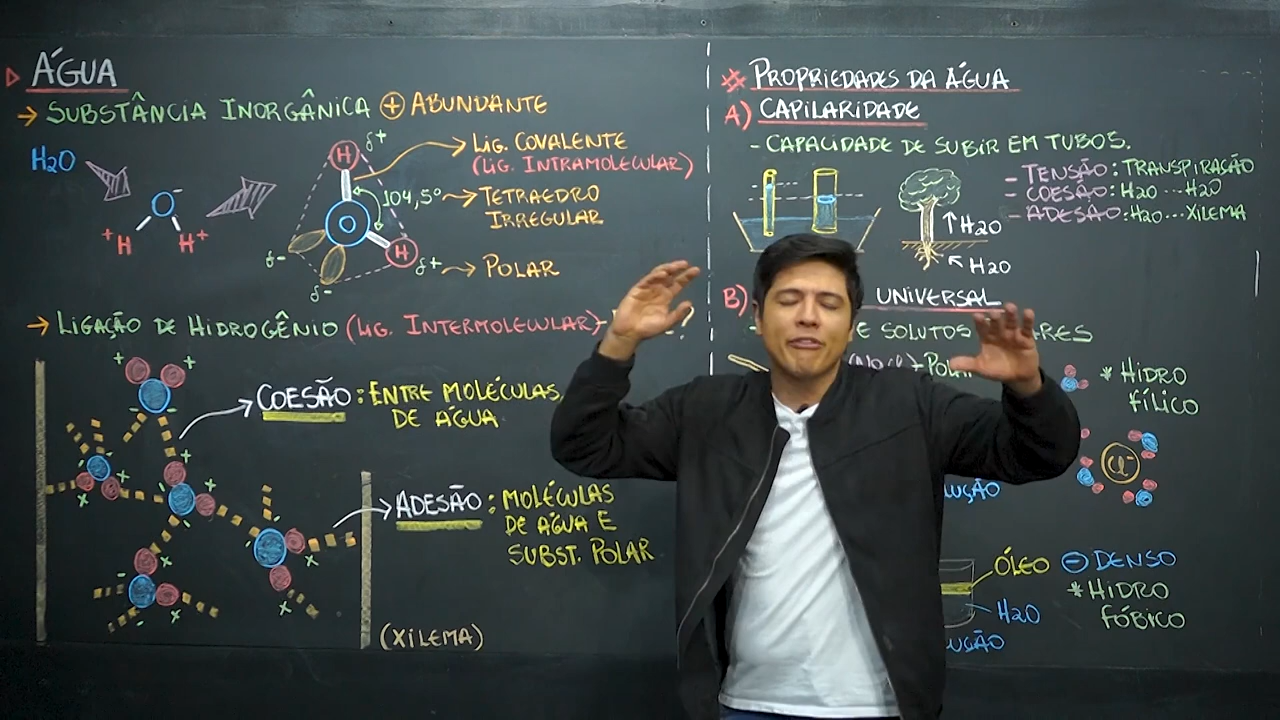 ÁGUA
→ SUBSTÂNCIA INORGÂNICA + ABUNDANTE
H2O
O-
+H H+
H δ+
O
H δ+
δ-
δ-
104,5°
→ LIG. COVALENTE
(LIG. INTRAMOLECULAR)
→ TETRAEDRO
IRREGULAR
→ POLAR
→ LIGAÇÃO DE HIDROGÊNIO (LIG. INTERMOLECULAR)
?
COESÃO: ENTRE MOLÉCULAS
DE ÁGUA
ADESÃO: MOLÉCULAS
DE ÁGUA E
SUBST. POLAR
(XILEMA)
# PROPRIEDADES DA ÁGUA
A) CAPILARIDADE
- CAPACIDADE DE SUBIR EM TUBOS.
- TENSÃO: TRANSPIRAÇÃO
- COESÃO: H2O ... H2O
- ADESÃO: H2O ... XILEMA
↑H2O
H2O
B) UNIVERSAL
E SOLUTOS
(NaCl)
* HIDRO
FÍLICO
Cl-
ÓLEO
⊖ DENSO
H2O
* HIDRO
FÓBICO